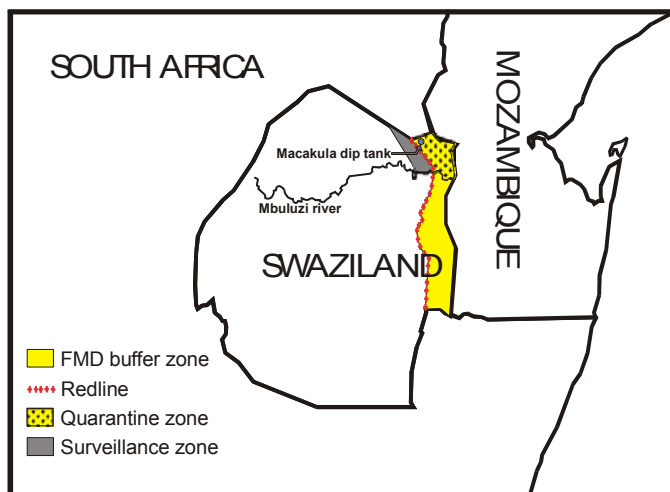 SOUTH AFRICA
MOZAMBIQUE
Macakula dip tank
Mbuluzi river
SWAZILAND
FMD buffer zone
Redline
Quarantine zone
Surveillance zone